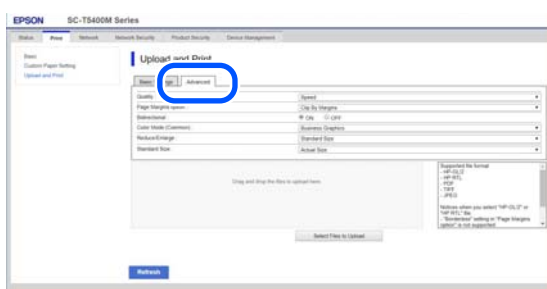 EPSON SC-T5400M Series
Status Print Network Network Security Product Security Device Management
Basic
Custom Paper Setting
Upload and Print
Upload and Print
Basic Advanced
Quality Speed
Page Margins option Clip By Margins
Bidirectional ON OFF
Color Mode (Common) Business Graphics
Reduce/Enlarge Standard Size
Standard Size Actual Size
Drag and drop the files to upload here.
Supported file format
- HP-GL/2
- HP RTL
- PDF
- TIFF
- JPEG
Notices when you select "HP-GL/2" or
"HP RTL" file.
- "Borderless" setting in "Page Margins
option" is not supported
Select Files to Upload
Refresh